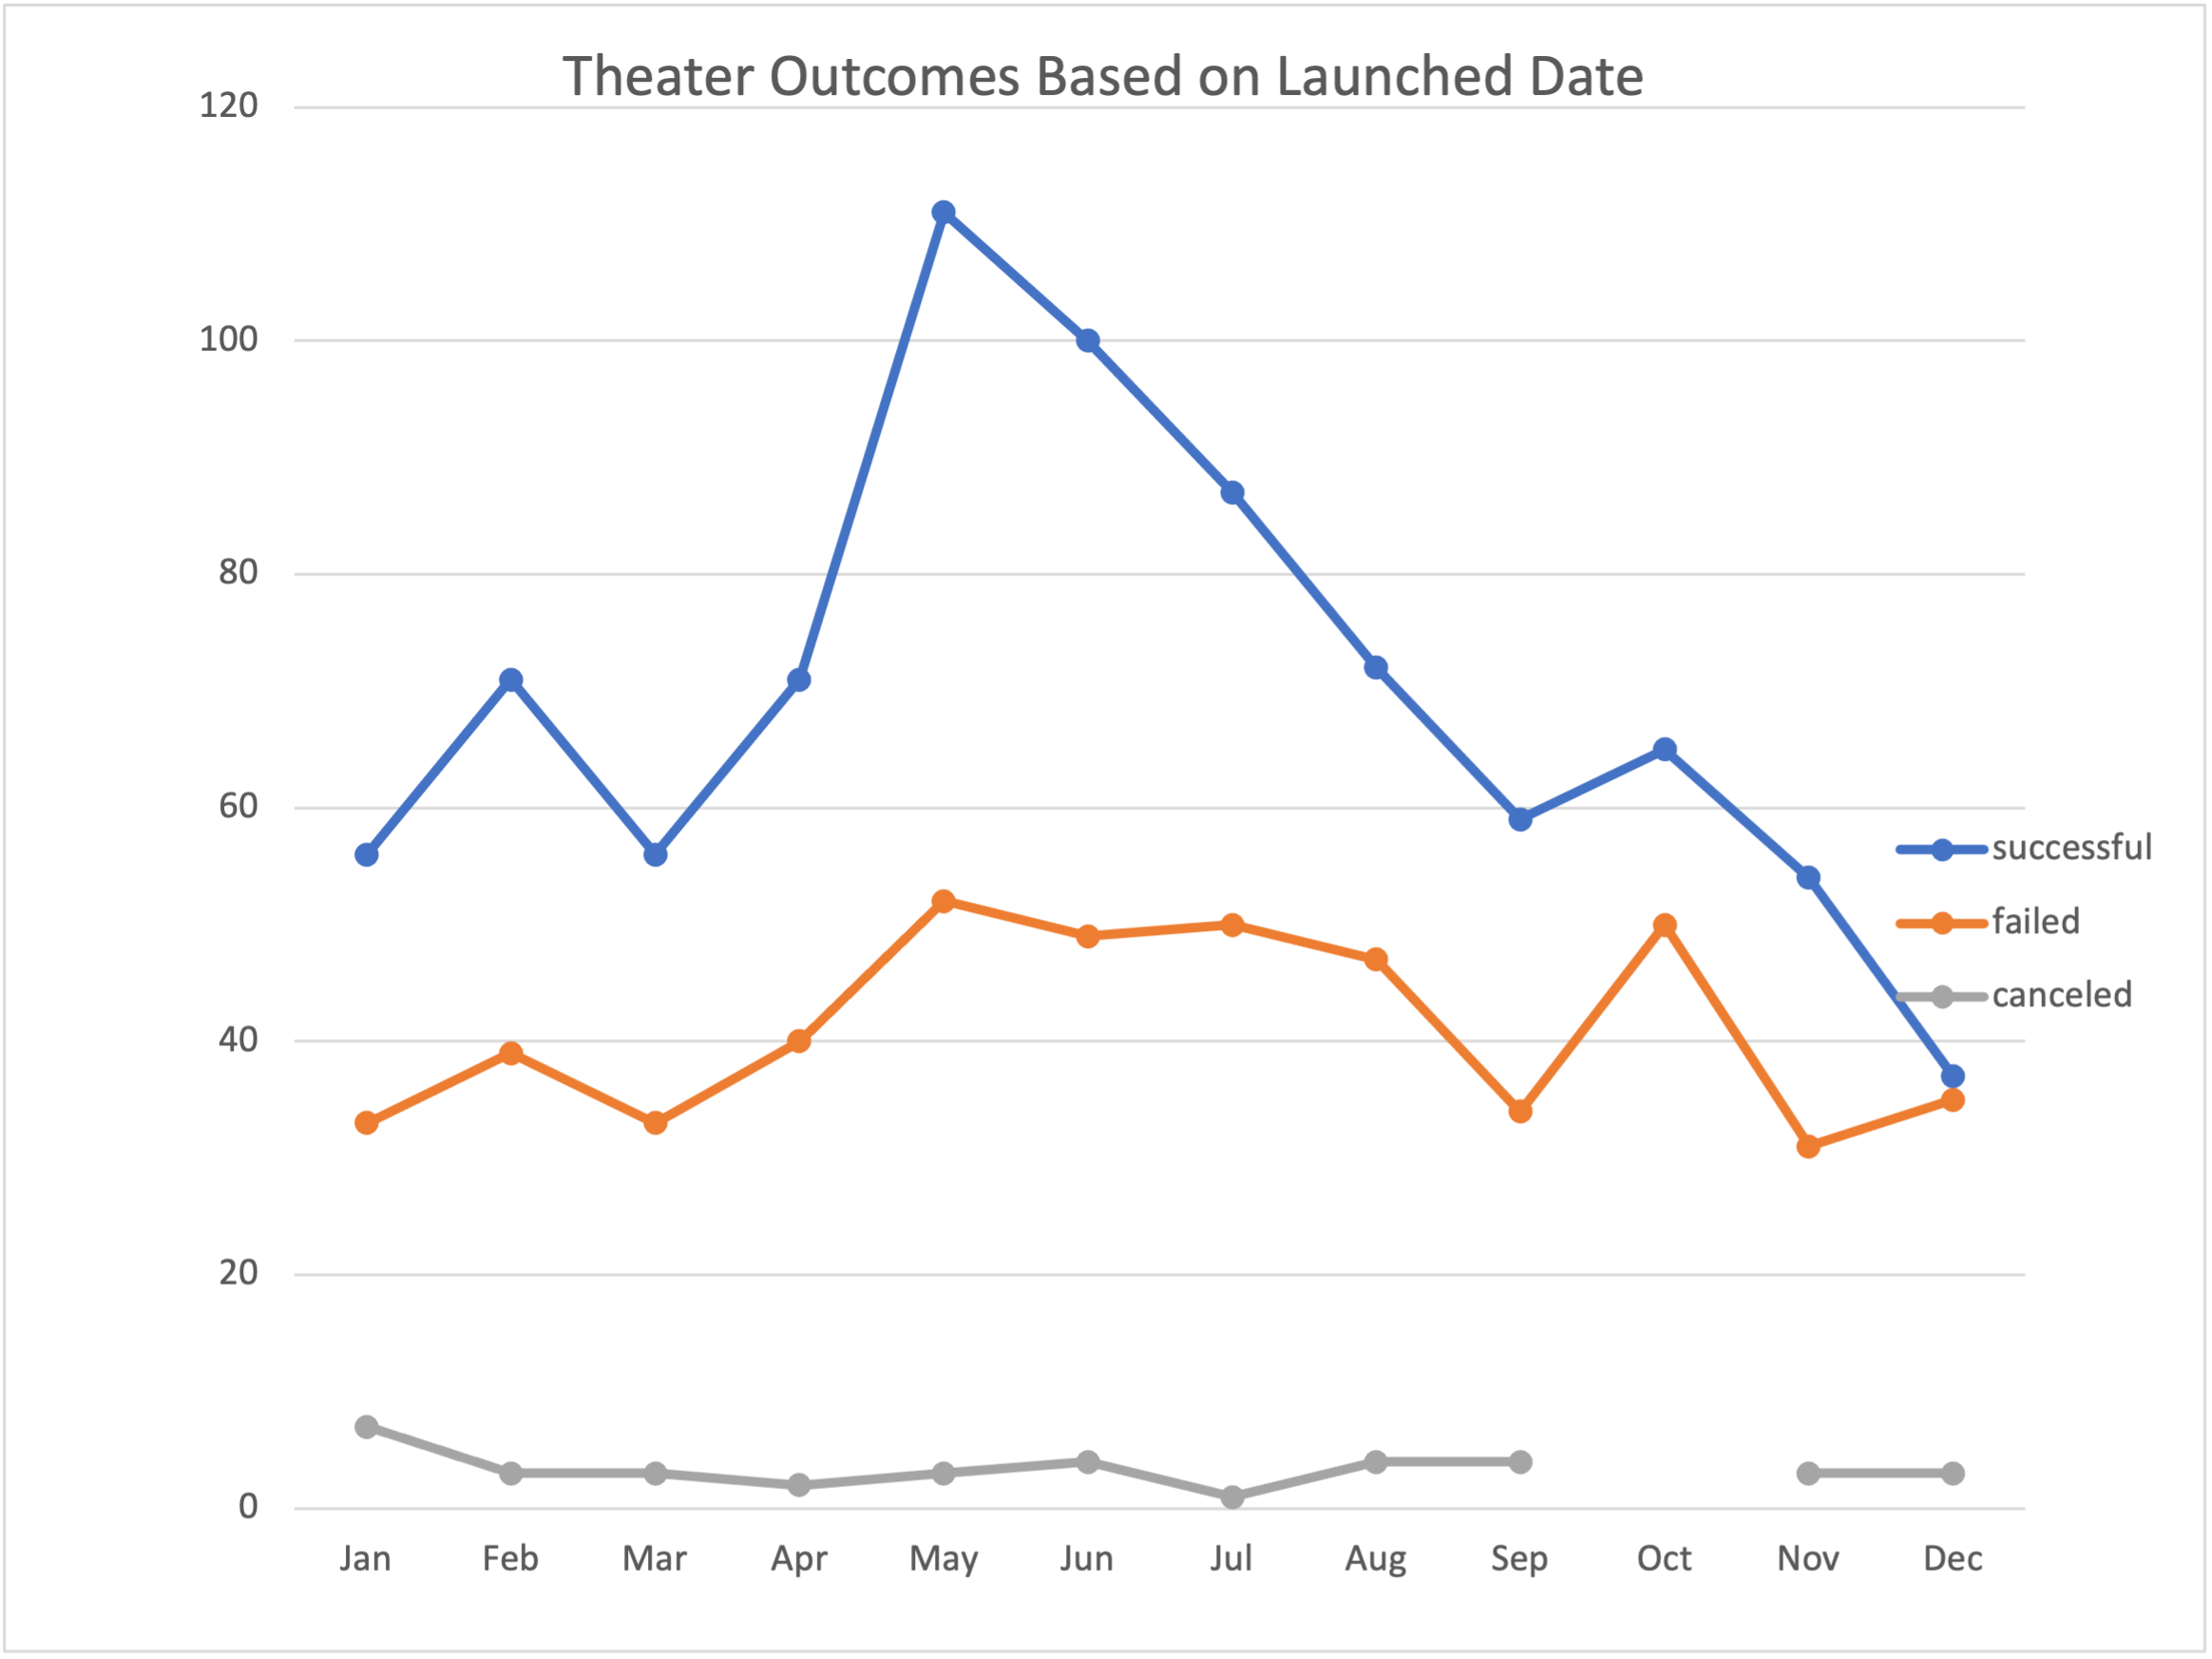 Theater Outcomes Based on Launched Date
120
100
80
60
40
20
0
successful
failed
canceled
Jan Feb Mar Apr May Jun Jul Aug Sep Oct Nov Dec